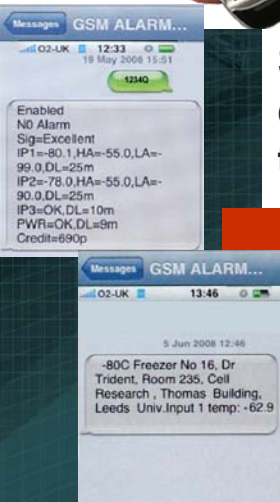 Messages GSM ALARM...
O2-UK 12:33
19 May 2008 15:51
1234Q
Enabled
N0 Alarm
Sig=Excellent
IP1=-80.1,HA=-55.0,LA=-
99.0,DL=25m
IP2=-78.0,HA=-55.0,LA=-
90.0,DL=25m
IP3=OK,DL=10m
PWR=OK,DL=9m
Credit=690p
Messages GSM ALARM...
O2-UK 13:46
5 Jun 2008 12:46
-80C Freezer No 16, Dr
Trident, Room 235, Cell
Research , Thomas Building,
Leeds Univ.Input 1 temp: -62.9